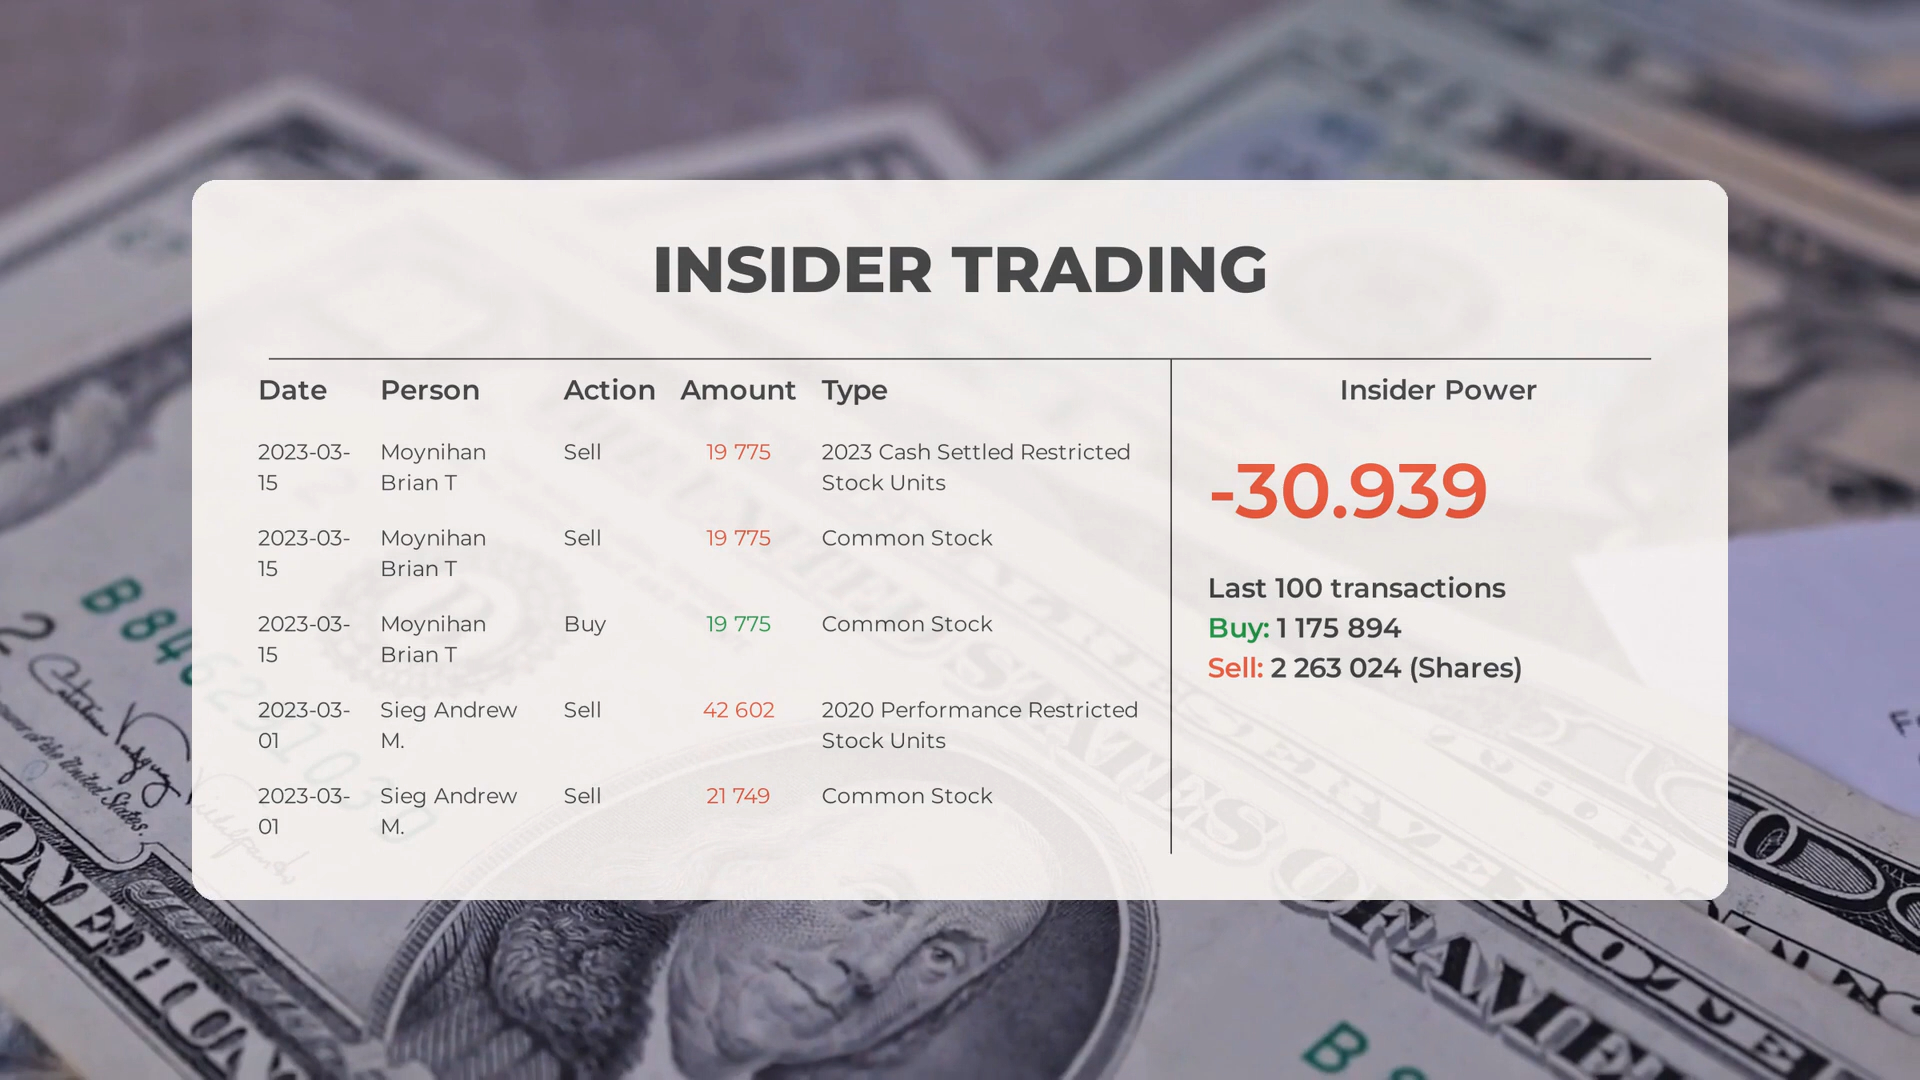 INSIDER TRADING
Date Person Action Amount Type
2023-03-15 Moynihan Brian T Sell 19 775 2023 Cash Settled Restricted Stock Units
2023-03-15 Moynihan Brian T Sell 19 775 Common Stock
2023-03-15 Moynihan Brian T Buy 19 775 Common Stock
2023-03-01 Sieg Andrew M. Sell 42 602 2020 Performance Restricted Stock Units
2023-03-01 Sieg Andrew M. Sell 21 749 Common Stock
Insider Power
-30.939
Last 100 transactions
Buy: 1 175 894
Sell: 2 263 024 (Shares)